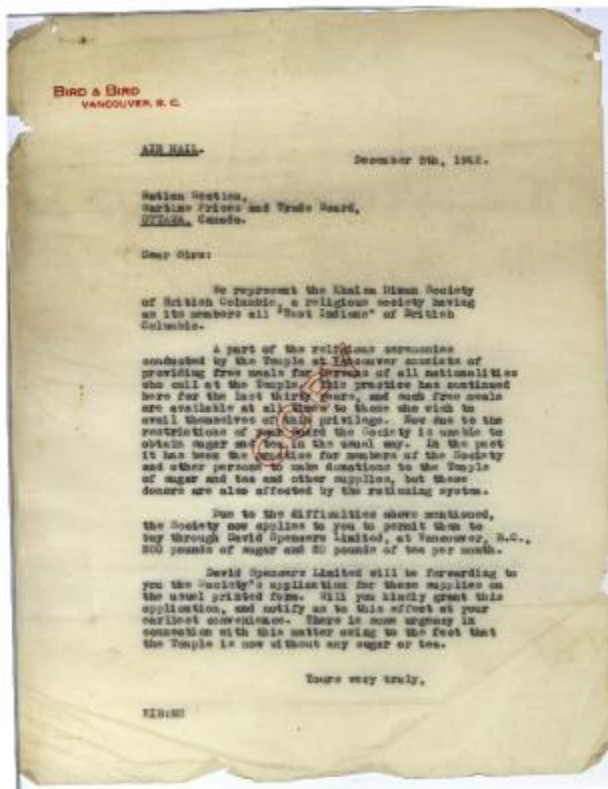 BIRD & BIRD
VANCOUVER, B. C.
AIR MAIL.
December 5th, 1942.
Ration Section,
Wartime Prices and Trade Board,
OTTAWA, Canada.
Dear Sirs:
We represent the Khalsa Diwan Society
of British Columbia, a religious society having
as its members all "East Indians" of British
Columbia.
A part of the religious ceremonies
conducted by the Temple at Vancouver consists of
providing free meals for persons of all nationalities
who call at the Temple. This practice has continued
here for the last thirty years, and such free meals
are available at all times to those who wish to
avail themselves of this privilege. Now due to the
restrictions of your Board the Society is unable to
obtain sugar and tea in the usual way. In the past
it has been the practice for members of the Society
and other persons to make donations to the Temple
of sugar and tea and other supplies, but these
donors are also affected by the rationing system.
Due to the difficulties above mentioned,
the Society now applies to you to permit them to
buy through David Spencers Limited, at Vancouver, B.C.,
200 pounds of sugar and 20 pounds of tea per month.
David Spencers Limited will be forwarding to
you the Society's application for these supplies on
the usual printed form. Will you kindly grant this
application, and notify us to this effect at your
earliest convenience. There is some urgency in
connection with this matter owing to the fact that
the Temple is now without any sugar or tea.
Yours very truly,
COPY